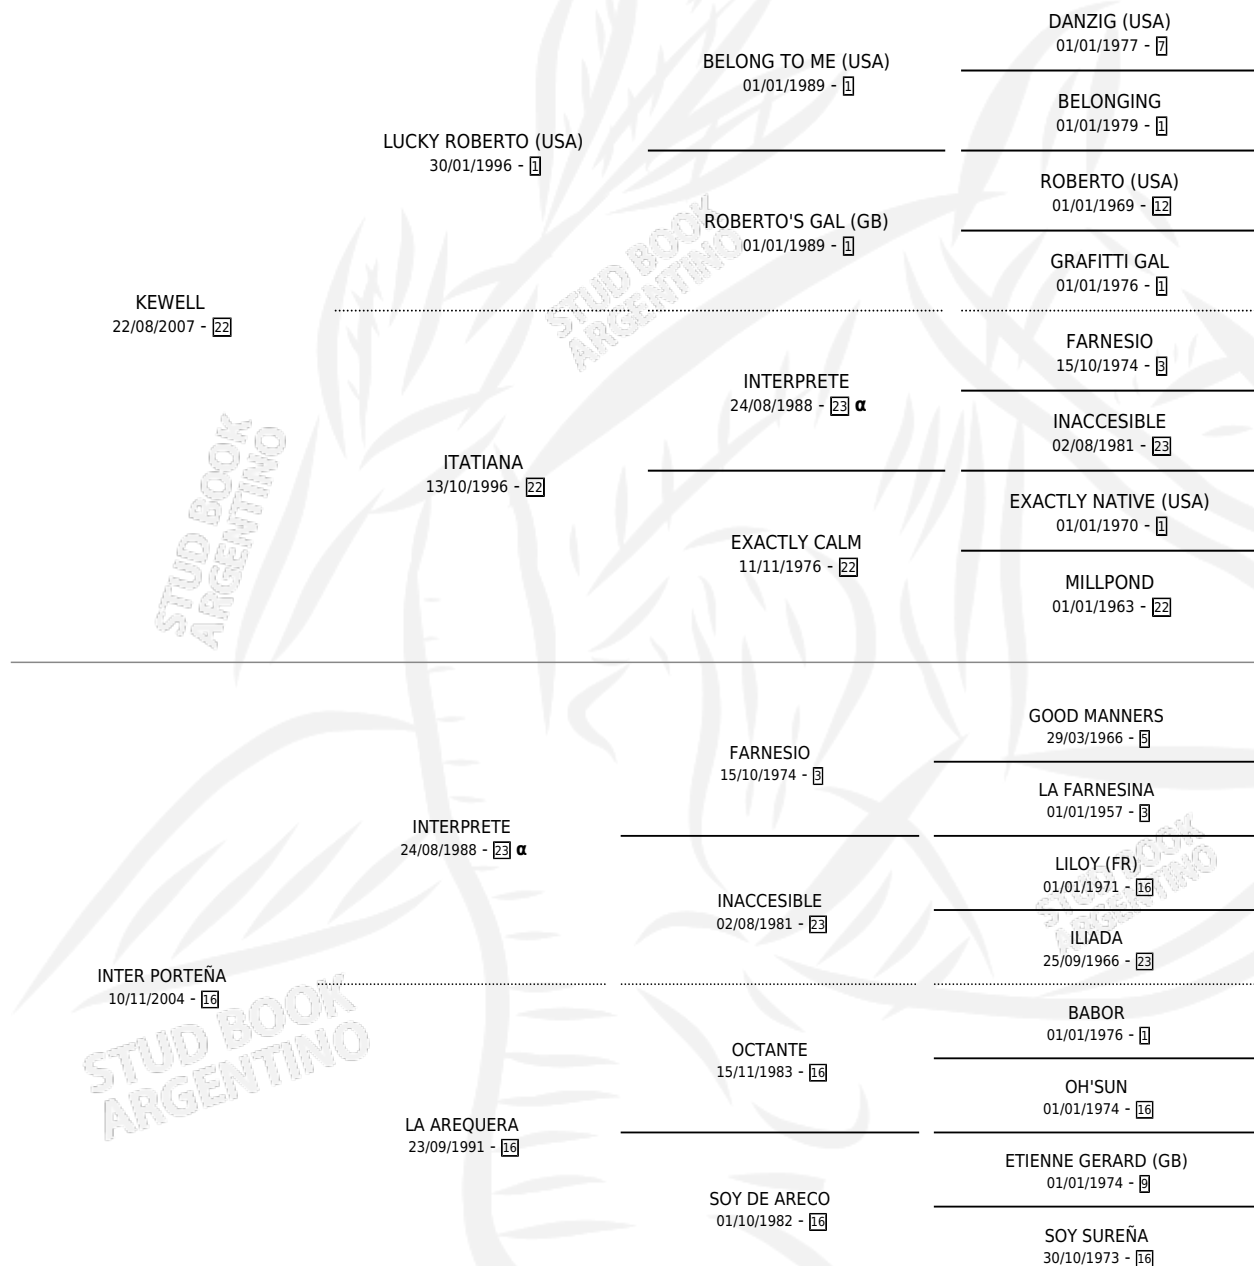 DANZIG (USA)
01/01/1977 - 7
BELONG TO ME (USA)
01/01/1989 - 1
BELONGING
01/01/1979 - 1
LUCKY ROBERTO (USA)
30/01/1996 - 1
ROBERTO (USA)
01/01/1969 - 12
ROBERTO'S GAL (GB)
01/01/1989 - 1
GRAFITTI GAL
01/01/1976 - 1
KEWELL
22/08/2007 - 22
FARNESIO
15/10/1974 - 3
INTERPRETE
24/08/1988 - 23 α
INACCESIBLE
02/08/1981 - 23
ITATIANA
13/10/1996 - 22
EXACTLY NATIVE (USA)
01/01/1970 - 1
EXACTLY CALM
11/11/1976 - 22
MILLPOND
01/01/1963 - 22
GOOD MANNERS
29/03/1966 - 5
FARNESIO
15/10/1974 - 3
LA FARNESINA
01/01/1957 - 3
INTERPRETE
24/08/1988 - 23 α
LILOY (FR)
01/01/1971 - 16
INACCESIBLE
02/08/1981 - 23
ILIADA
25/09/1966 - 23
INTER PORTEÑA
10/11/2004 - 16
BABOR
01/01/1976 - 1
OCTANTE
15/11/1983 - 16
OH'SUN
01/01/1974 - 16
LA AREQUERA
23/09/1991 - 16
ETIENNE GERARD (GB)
01/01/1974 - 9
SOY DE ARECO
01/10/1982 - 16
SOY SUREÑA
30/10/1973 - 16
STUD BOOK
ARGENTINO
STUD BOOK
ARGENTINO
STUD BOOK
ARGENTINO
STUD BOOK
ARGENTINO